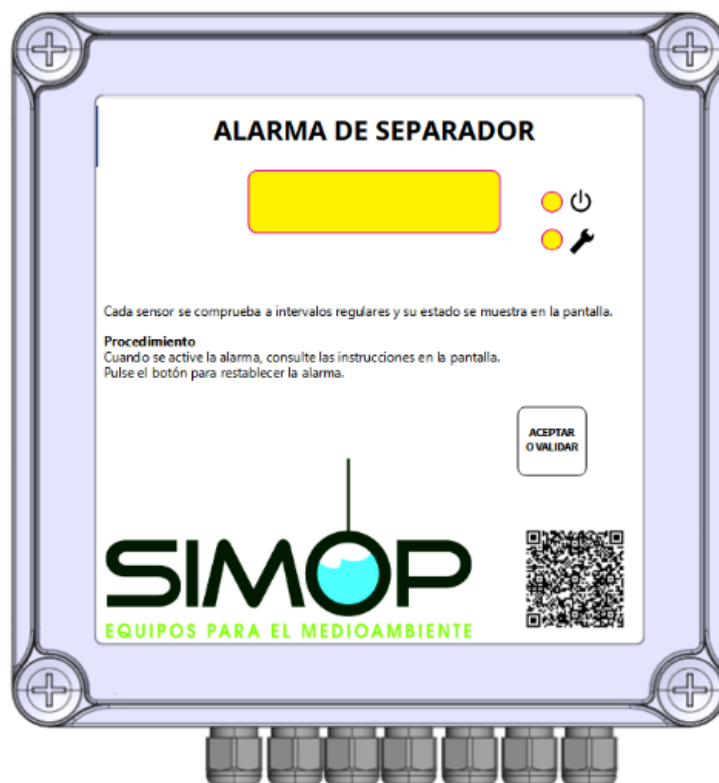 ALARMA DE SEPARADOR
Cada sensor se comprueba a intervalos regulares y su estado se muestra en la pantalla.
Procedimiento
Cuando se active la alarma, consulte las instrucciones en la pantalla.
Pulse el botón para restablecer la alarma.
ACEPTAR
O VALIDAR
SIMOP
EQUIPOS PARA EL MEDIOAMBIENTE